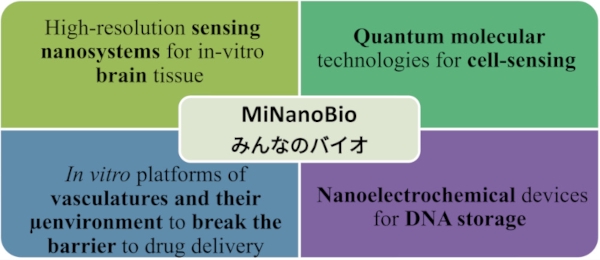 High-resolution sensing
nanosystems for in-vitro
brain tissue
Quantum molecular
technologies for cell-sensing
MiNanoBio
みんなのバイオ
In vitro platforms of
vasculatures and their
μenvironment to break the
barrier to drug delivery
Nanoelectrochemical devices
for DNA storage